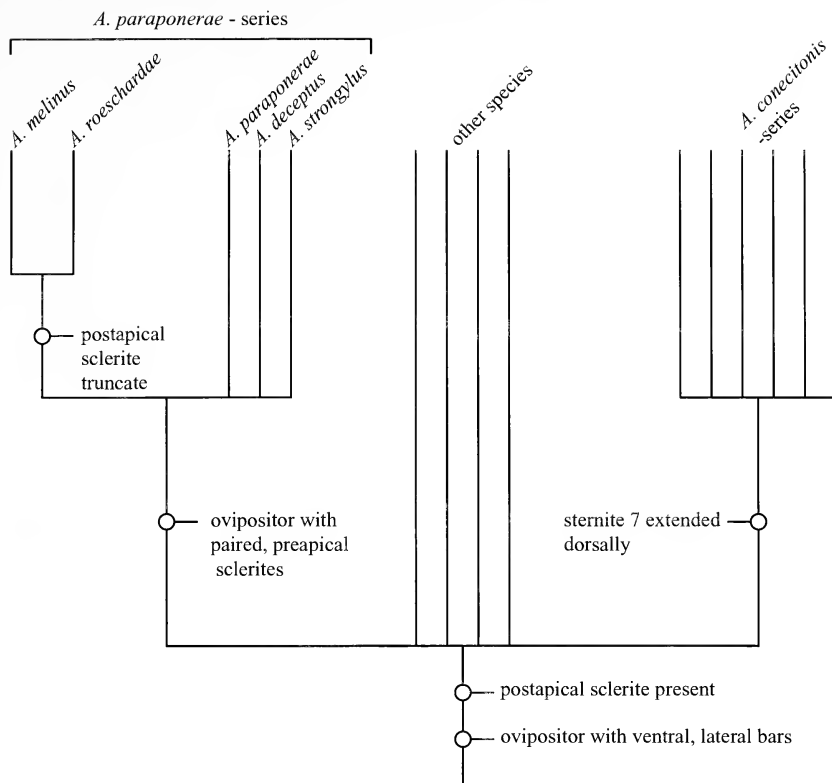 A. paraponerae - series
A. melinus
A. roeschardae
A. paraponerae
A. deceptus
A. strongylus
other species
A. conecitonis
-series
postapical
sclerite
truncate
ovipositor with
paired, preapical
sclerites
sternite 7 extended
dorsally
postapical sclerite present
ovipositor with ventral, lateral bars